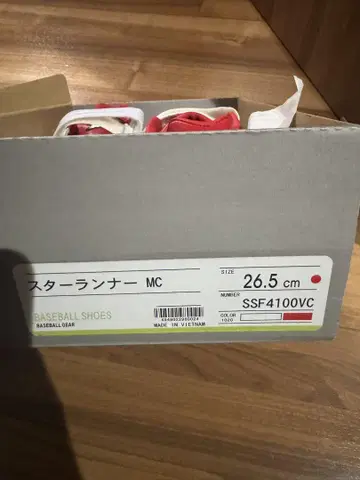 スターランナー MC
SIZE
26.5 cm
NUMBER
SSF4100VC
BASEBALL SHOES
BASEBALL GEAR
MADE IN VIETNAM
COLOR